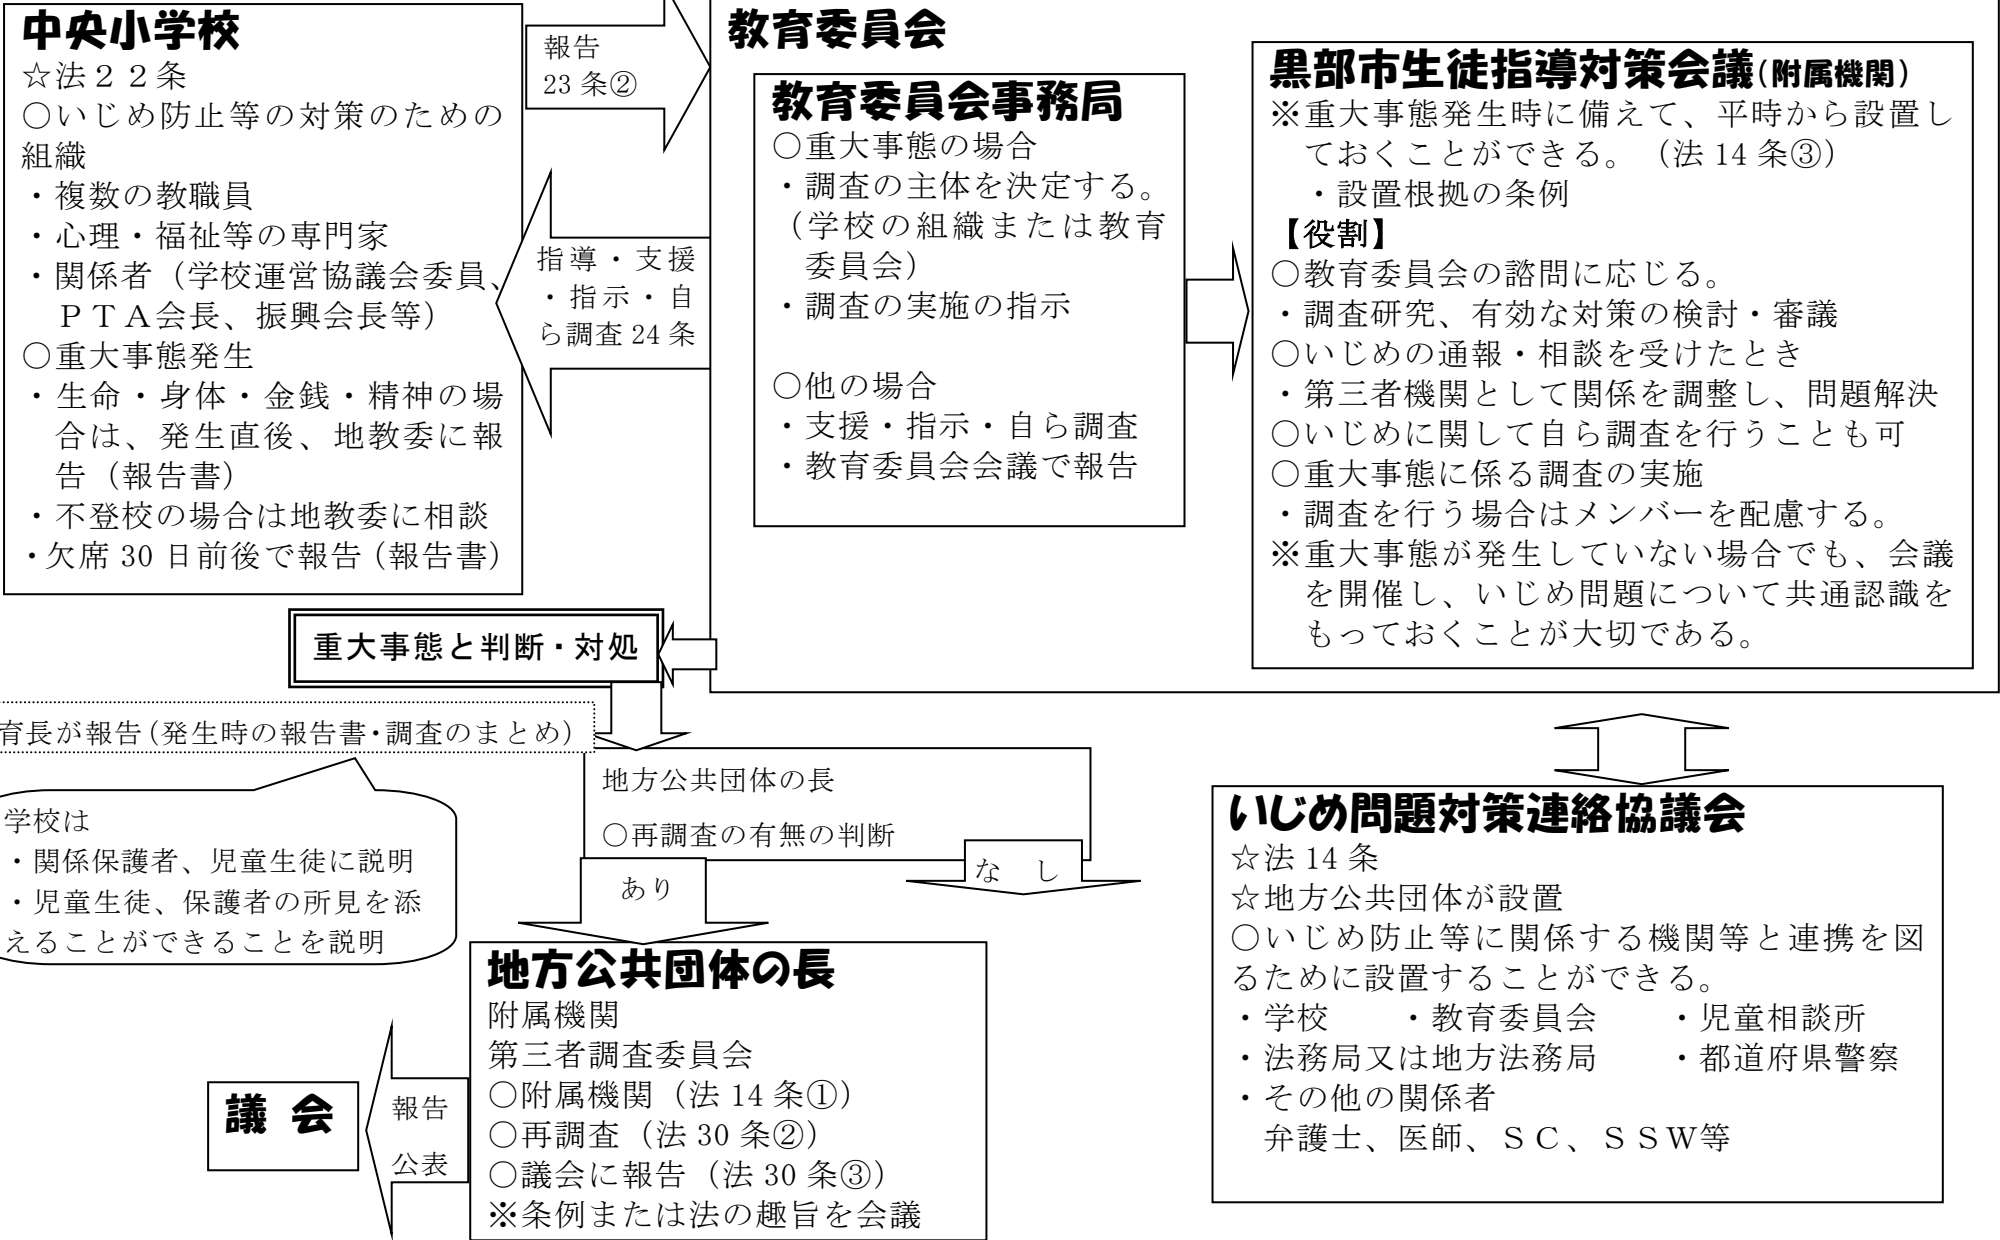 中央小学校
☆法２２条
○いじめ防止等の対策のための
組織
・複数の教職員
・心理・福祉等の専門家
・関係者（学校運営協議会委員、
ＰＴＡ会長、振興会長等）
○重大事態発生
・生命・身体・金銭・精神の場
合は、発生直後、地教委に報
告（報告書）
・不登校の場合は地教委に相談
・欠席 30 日前後で報告（報告書）
報告
23 条②
指導・支援
・指示・自
ら調査 24 条
教育委員会
教育委員会事務局
○重大事態の場合
・調査の主体を決定する。
（学校の組織または教育
委員会）
・調査の実施の指示
○他の場合
・支援・指示・自ら調査
・教育委員会会議で報告
黒部市生徒指導対策会議(附属機関)
※重大事態発生時に備えて、平時から設置し
ておくことができる。（法 14 条③）
・設置根拠の条例
【役割】
○教育委員会の諮問に応じる。
・調査研究、有効な対策の検討・審議
○いじめの通報・相談を受けたとき
・第三者機関として関係を調整し、問題解決
○いじめに関して自ら調査を行うことも可
○重大事態に係る調査の実施
・調査を行う場合はメンバーを配慮する。
※重大事態が発生していない場合でも、会議
を開催し、いじめ問題について共通認識を
もっておくことが大切である。
重大事態と判断・対処
育長が報告（発生時の報告書・調査のまとめ）
学校は
・関係保護者、児童生徒に説明
・児童生徒、保護者の所見を添
えることができることを説明
地方公共団体の長
○再調査の有無の判断
あり
な　し
地方公共団体の長
附属機関
第三者調査委員会
○附属機関（法 14 条①）
○再調査（法 30 条②）
○議会に報告（法 30 条③）
※条例または法の趣旨を会議
報告
公表
議 会
いじめ問題対策連絡協議会
☆法 14 条
☆地方公共団体が設置
○いじめ防止等に関係する機関等と連携を図
るために設置することができる。
・学校　　・教育委員会　　・児童相談所
・法務局又は地方法務局　　・都道府県警察
・その他の関係者
弁護士、医師、ＳＣ、ＳＳＷ等